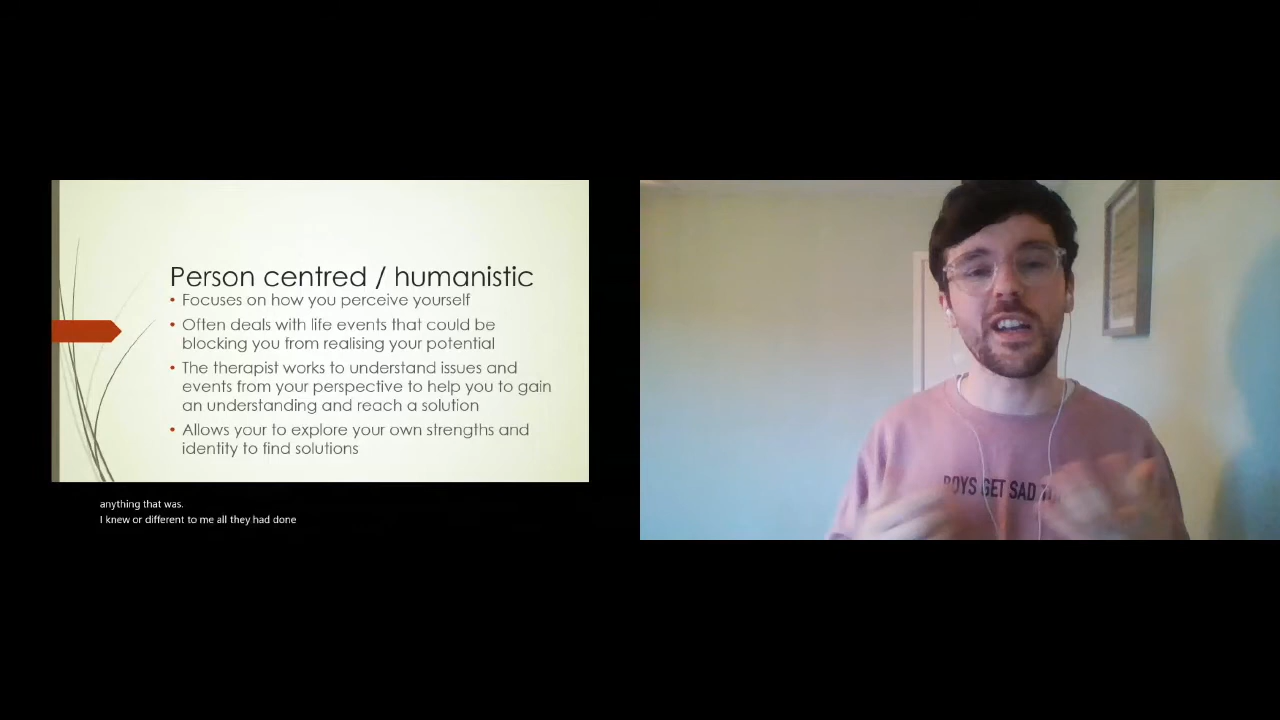 Person centred / humanistic
• Focuses on how you perceive yourself
• Often deals with life events that could be
blocking you from realising your potential
• The therapist works to understand issues and
events from your perspective to help you to gain
an understanding and reach a solution
• Allows your to explore your own strengths and
identity to find solutions
anything that was.
I knew or different to me all they had done
BOYS GET SAD